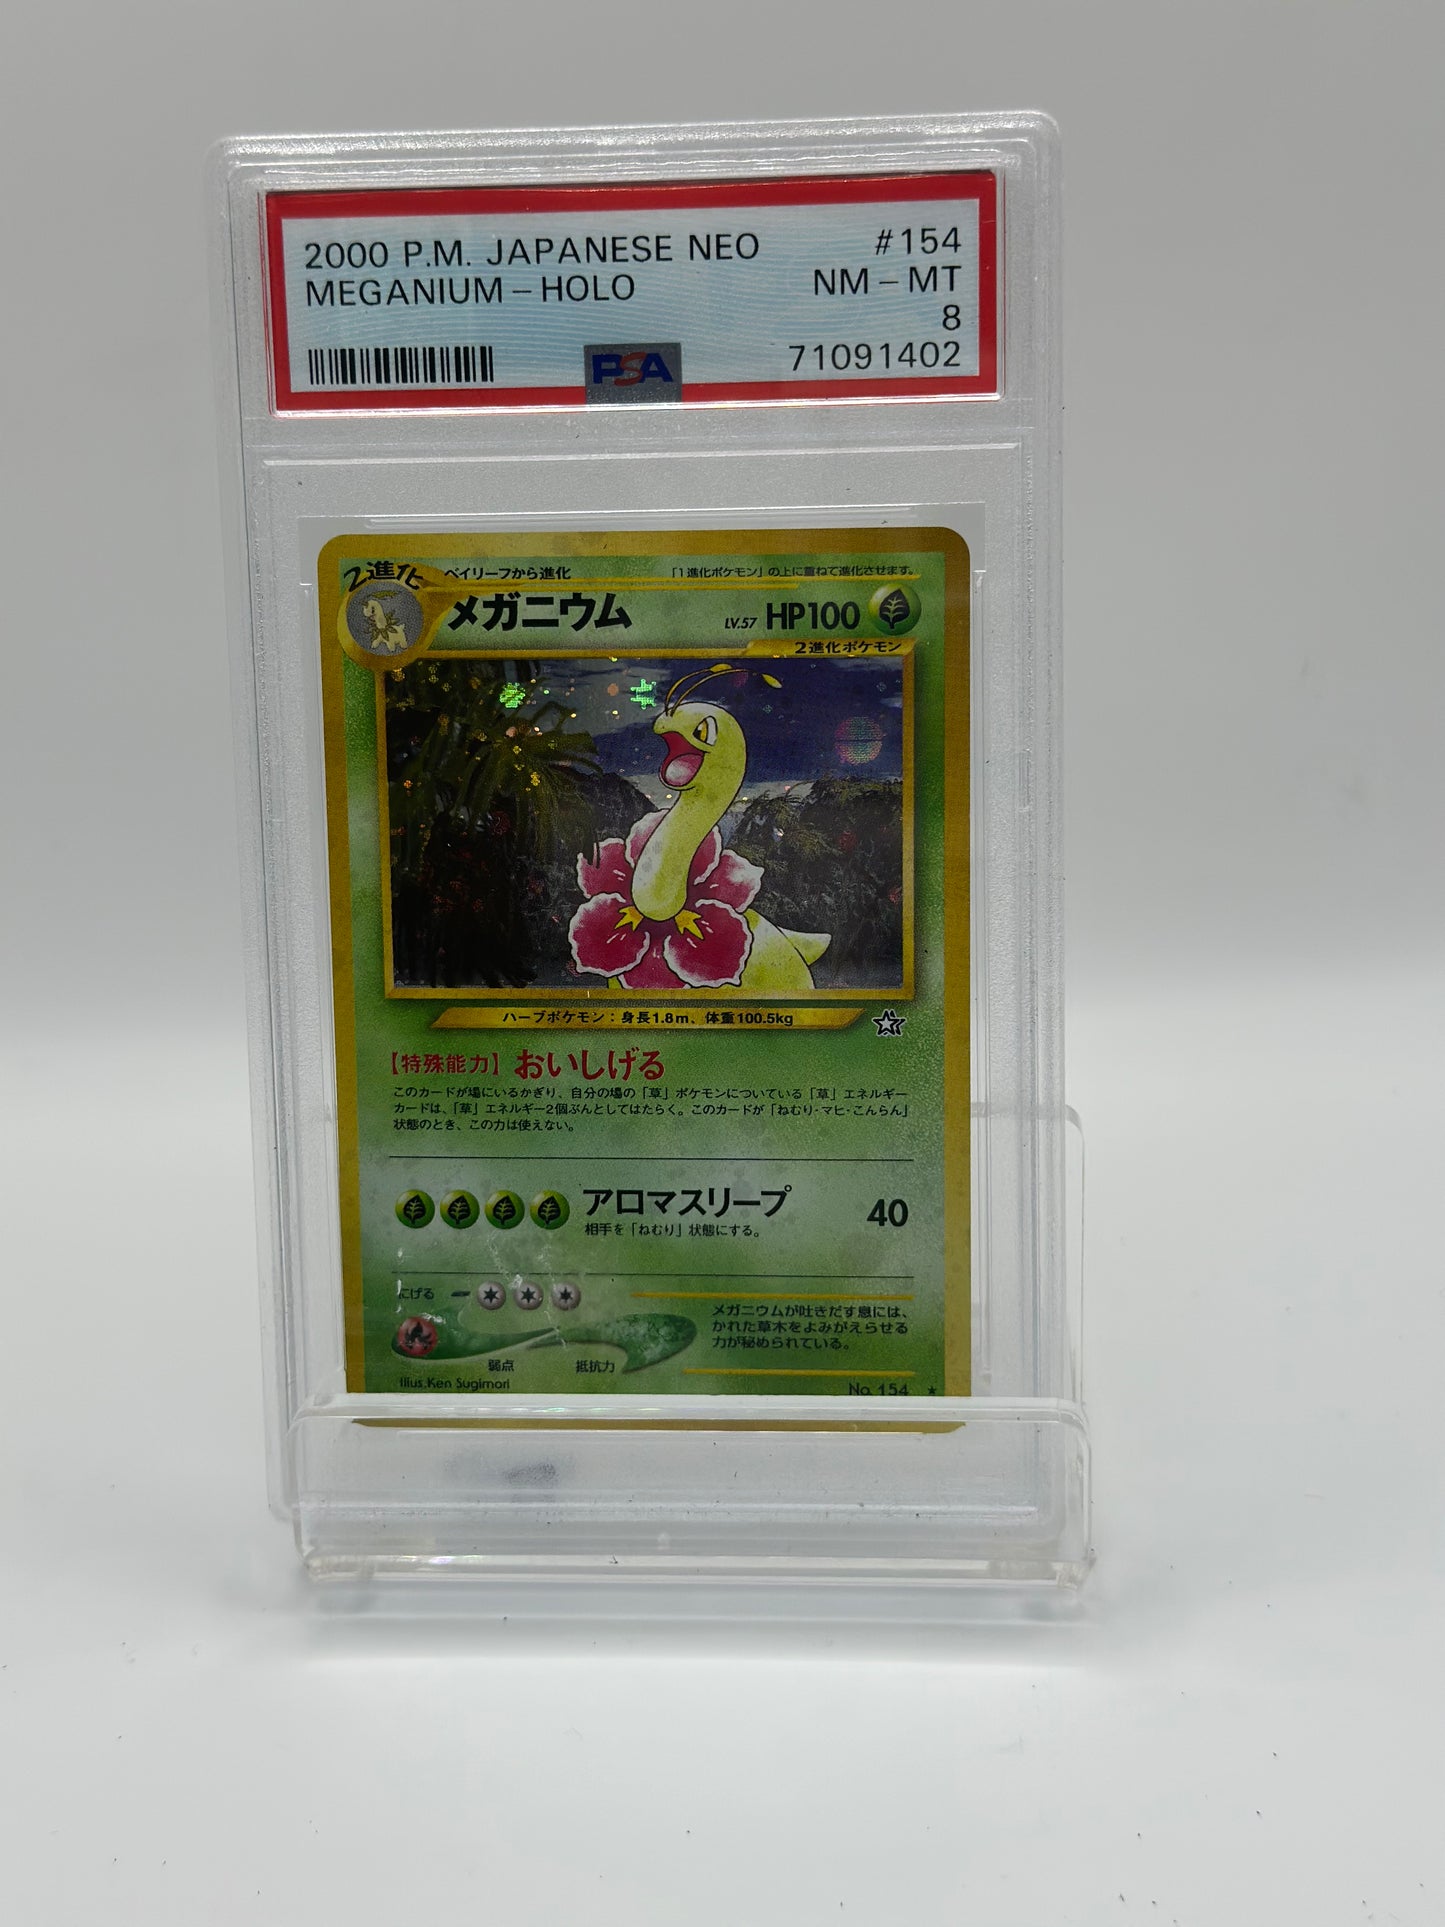 2000 P.M. JAPANESE NEO #154
MEGANIUM-HOLO NM-MT
8
PSA 71091402
2進化 ベイリーフから進化 「1進化ポケモン」の上に重ねて進化させます。
メガニウム LV.57 HP100
2進化ポケモン
ハーブポケモン：身長1.8m、体重100.5kg
【特殊能力】おいしげる
このカードが場にいるかぎり、自分の場の「草」ポケモンについている「草」エネルギー
カードは、「草」エネルギー2個ぶんとしてはたらく。このカードが「ねむり・マヒ・こんらん」
状態のとき、この力は使えない。
アロマスリープ 40
相手を「ねむり」状態にする。
にげる
メガニウムが吐きだす息には、
かれた草木をよみがえらせる
力が秘められている。
弱点 抵抗力
Illus.Ken Sugimori No. 154 ★